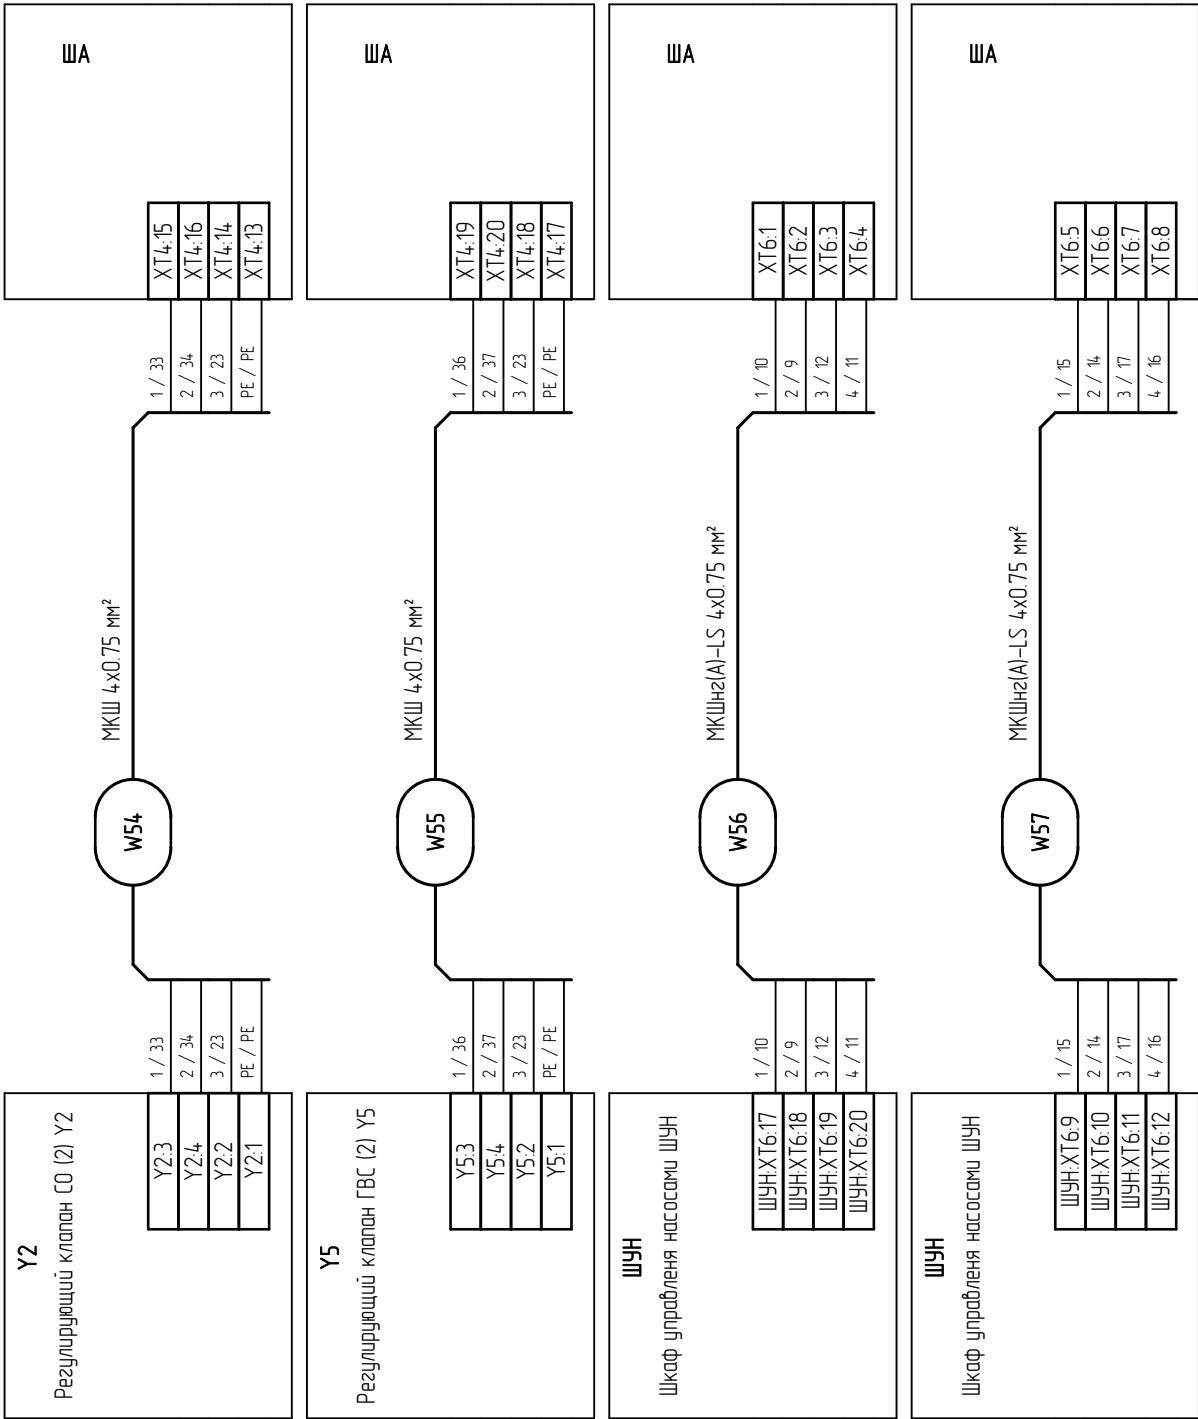 ША
XT4:15
XT4:16
XT4:14
XT4:13
1 / 33
2 / 34
3 / 23
PE / PE
МКШ 4x0.75 мм²
W54
1 / 33
2 / 34
3 / 23
PE / PE
Y2
Регулирующий клапан СО (2) Y2
Y2:3
Y2:4
Y2:2
Y2:1
ША
XT4:19
XT4:20
XT4:18
XT4:17
1 / 36
2 / 37
3 / 23
PE / PE
МКШ 4x0.75 мм²
W55
1 / 36
2 / 37
3 / 23
PE / PE
Y5
Регулирующий клапан ГВС (2) Y5
Y5:3
Y5:4
Y5:2
Y5:1
ША
XT6:1
XT6:2
XT6:3
XT6:4
1 / 10
2 / 9
3 / 12
4 / 11
МКШнг(А)-LS 4x0.75 мм²
W56
1 / 10
2 / 9
3 / 12
4 / 11
ШУН
Шкаф управленя насосами ШУН
ШУН:XT6:17
ШУН:XT6:18
ШУН:XT6:19
ШУН:XT6:20
ША
XT6:5
XT6:6
XT6:7
XT6:8
1 / 15
2 / 14
3 / 17
4 / 16
МКШнг(А)-LS 4x0.75 мм²
W57
1 / 15
2 / 14
3 / 17
4 / 16
ШУН
Шкаф управленя насосами ШУН
ШУН:XT6:9
ШУН:XT6:10
ШУН:XT6:11
ШУН:XT6:12